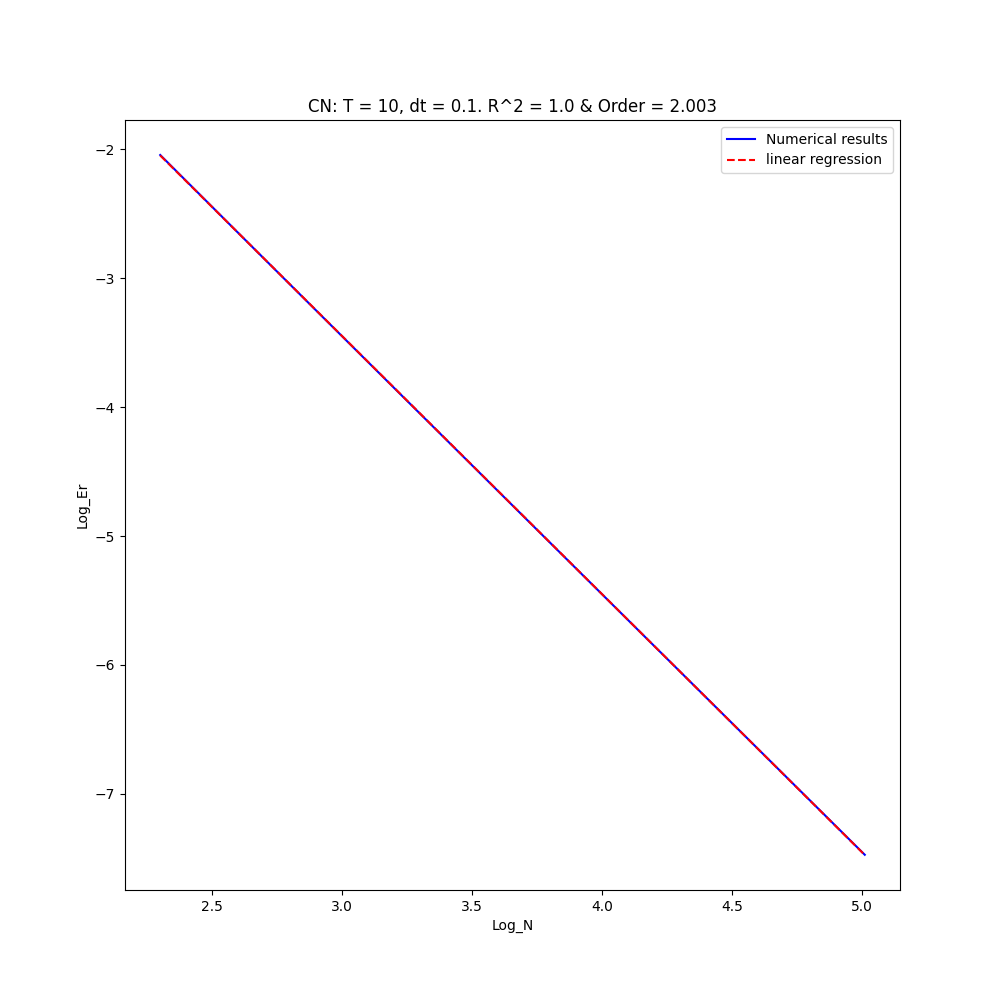 CN: T = 10, dt = 0.1. R^2 = 1.0 & Order = 2.003
Numerical results
linear regression
−2
−3
−4
−5
−6
−7
Log_Er
2.5 3.0 3.5 4.0 4.5 5.0
Log_N